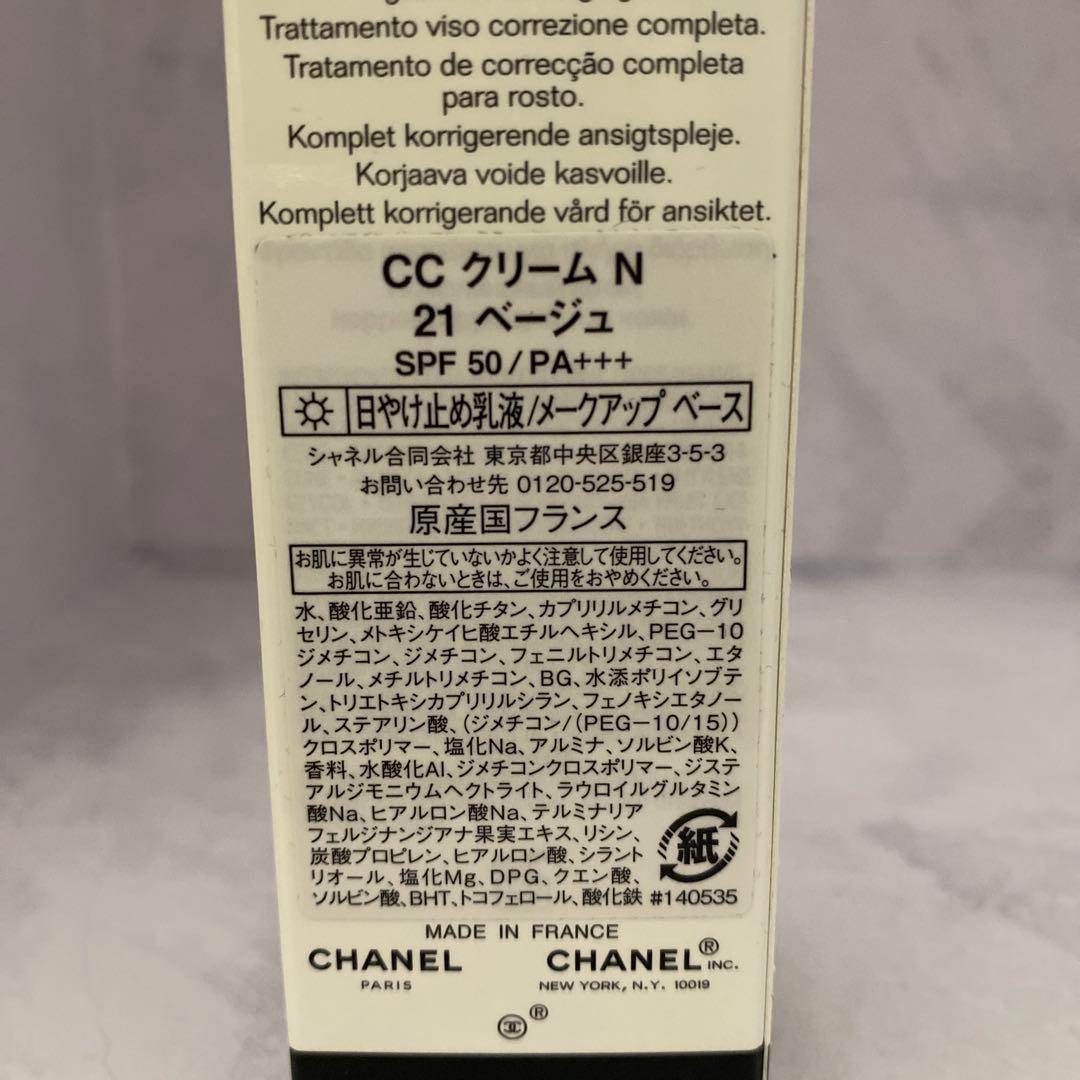 Trattamento viso correzione completa.
Tratamento de correcção completa
para rosto.
Komplet korrigerende ansigtspleje.
Korjaava voide kasvoille.
Komplett korrigerande vård för ansiktet.
CC クリーム N
21 ベージュ
SPF 50/PA+++
日やけ止め乳液/メークアップ ベース
シャネル合同会社 東京都中央区銀座3-5-3
お問い合わせ先 0120-525-519
原産国フランス
お肌に異常が生じていないかよく注意して使用してください。
お肌に合わないときは、ご使用をおやめください。
水、酸化亜鉛、酸化チタン、カプリリルメチコン、グリ
セリン、メトキシケイヒ酸エチルヘキシル、PEG-10
ジメチコン、ジメチコン、フェニルトリメチコン、エタ
ノール、メチルトリメチコン、BG、水添ポリイソブテ
ン、トリエトキシカプリリルシラン、フェノキシエタノー
ル、ステアリン酸、(ジメチコン/(PEG-10/15))
クロスポリマー、塩化Na、アルミナ、ソルビン酸K、
香料、水酸化Al、ジメチコンクロスポリマー、ジステ
アルジモニウムヘクトライト、ラウロイルグルタミン
酸Na、ヒアルロン酸Na、テルミナリア
フェルジナンジアナ果実エキス、リシン、
炭酸プロピレン、ヒアルロン酸、シラント
リオール、塩化Mg、DPG、クエン酸、
ソルビン酸、BHT、トコフェロール、酸化鉄 #140535
紙
MADE IN FRANCE
CHANEL CHANEL® INC.
PARIS NEW YORK, N.Y. 10019
®